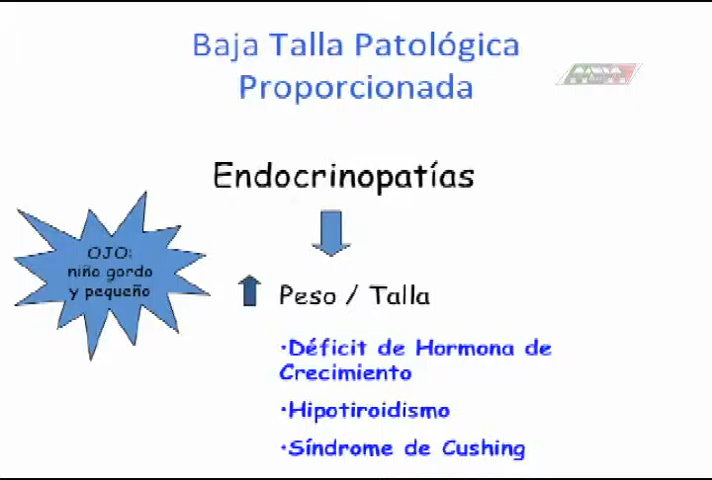 Baja Talla Patológica
Proporcionada
Endocrinopatías
OJO:
niño gordo
y pequeño
Peso / Talla
•Déficit de Hormona de
Crecimiento
•Hipotiroidismo
•Síndrome de Cushing